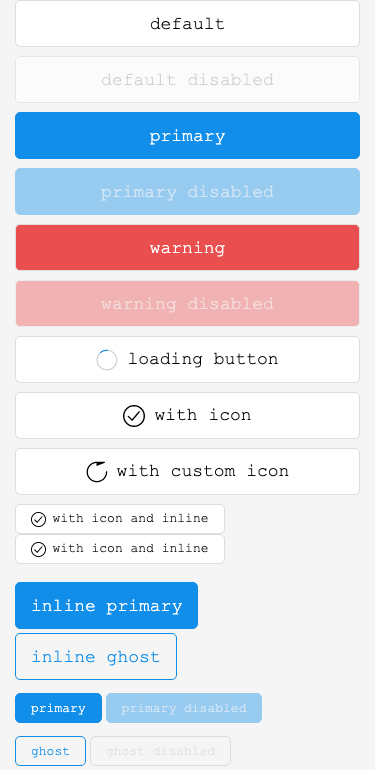 default
default disabled
primary
primary disabled
warning
warning disabled
loading button
with icon
with custom icon
with icon and inline
with icon and inline
inline primary
inline ghost
primary primary disabled
ghost ghost disabled